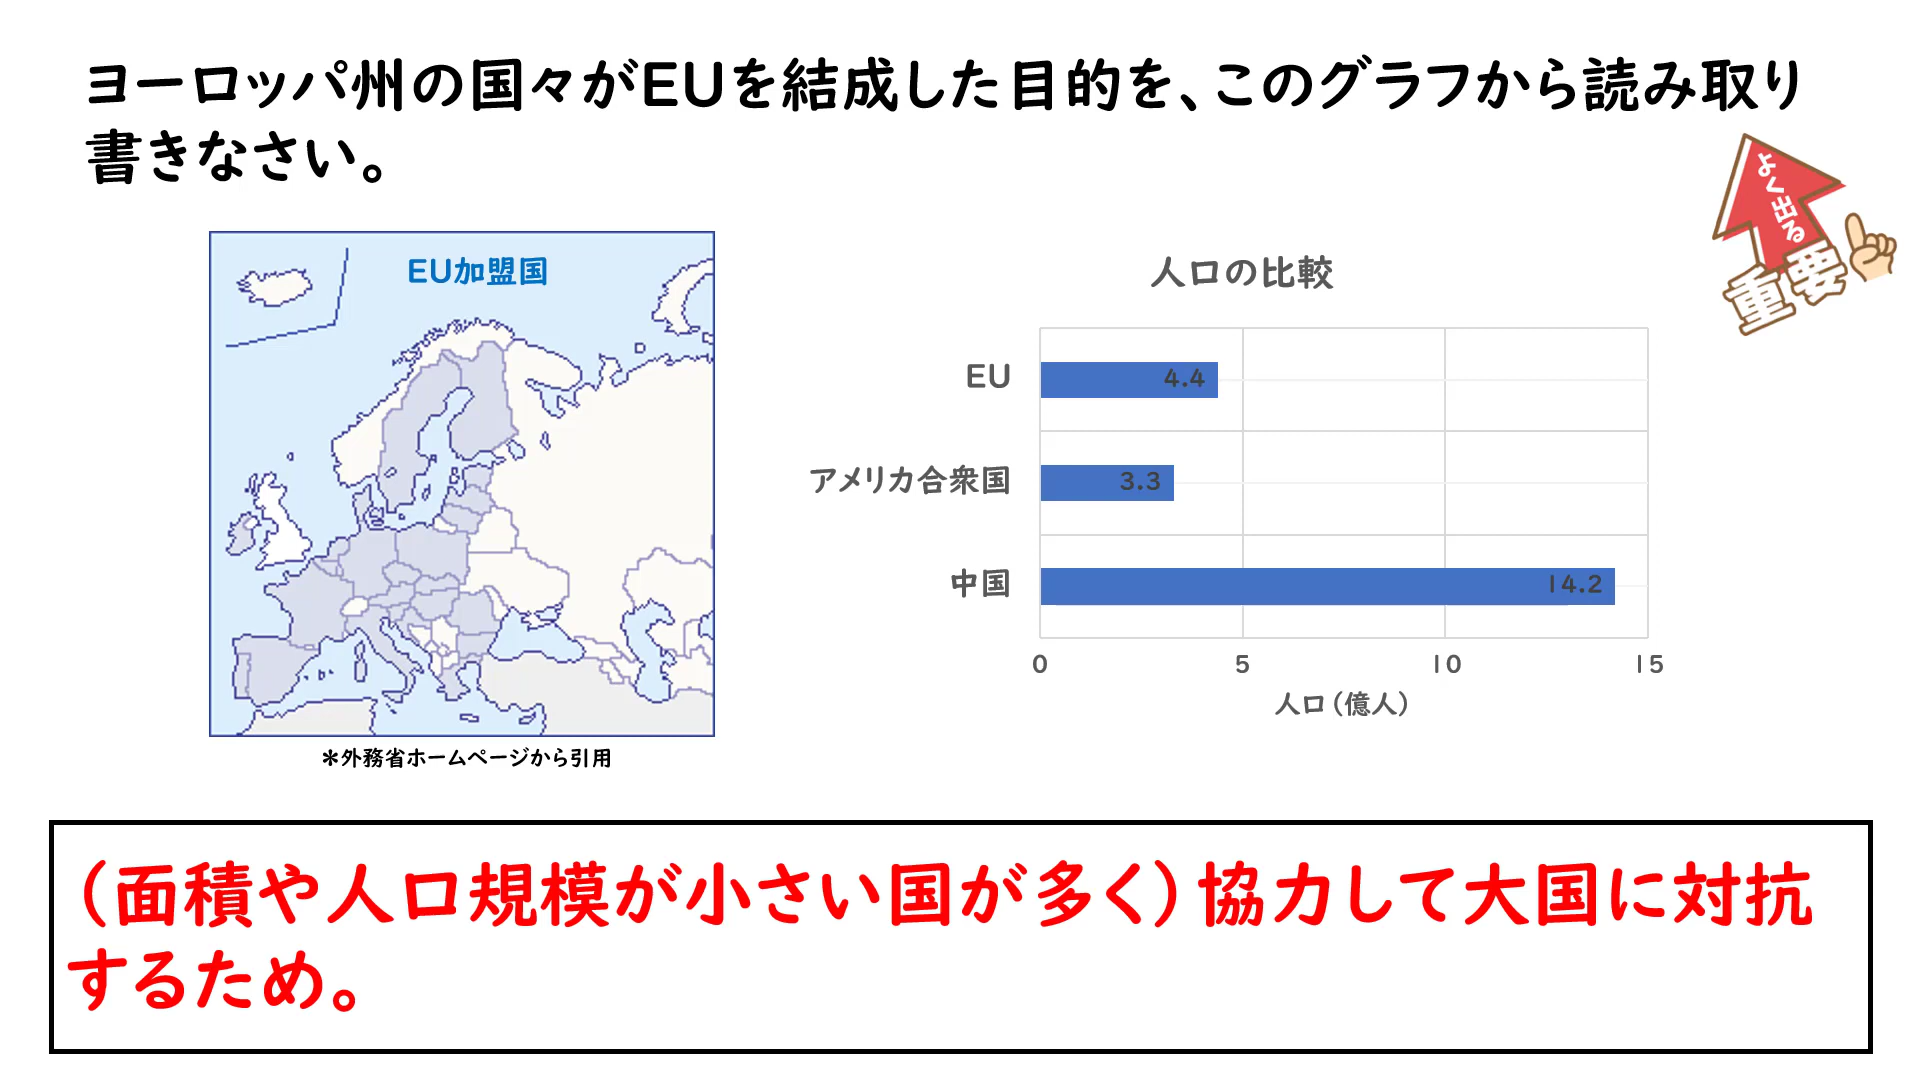 ヨーロッパ州の国々がEUを結成した目的を、このグラフから読み取り
書きなさい。
よく出る
重要
EU加盟国
＊外務省ホームページから引用
人口の比較
EU
4.4
アメリカ合衆国
3.3
中国
14.2
0 5 10 15
人口（億人）
（面積や人口規模が小さい国が多く）協力して大国に対抗
するため。